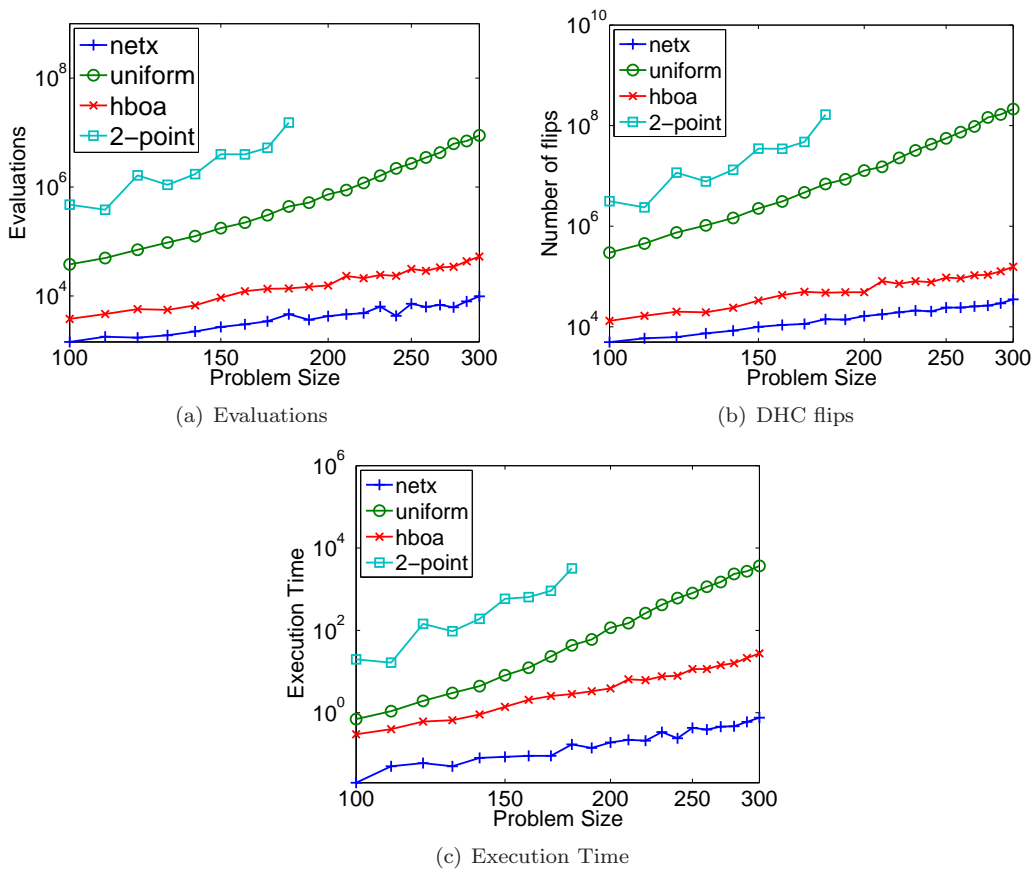 netx
uniform
hboa
2−point
10^8
10^6
10^4
Evaluations
100
150
200
250
300
Problem Size
(a) Evaluations
netx
uniform
hboa
2−point
10^10
10^8
10^6
10^4
Number of flips
100
150
200
250
300
Problem Size
(b) DHC flips
netx
uniform
hboa
2−point
10^6
10^4
10^2
10^0
Execution Time
100
150
200
250
300
Problem Size
(c) Execution Time